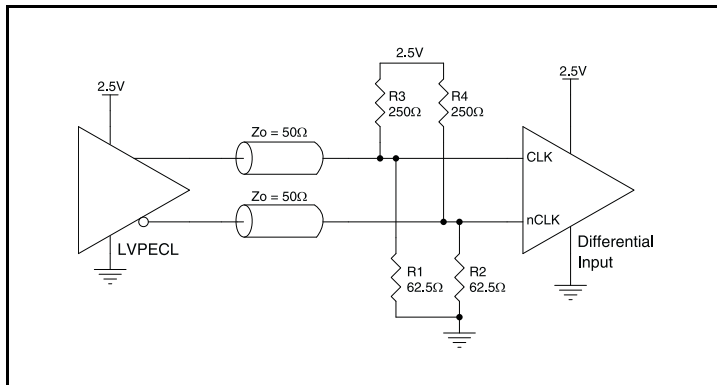 2.5V
2.5V
2.5V
R3
250Ω
R4
250Ω
Zo = 50Ω
CLK
Zo = 50Ω
nCLK
LVPECL
Differential
Input
R1
62.5Ω
R2
62.5Ω